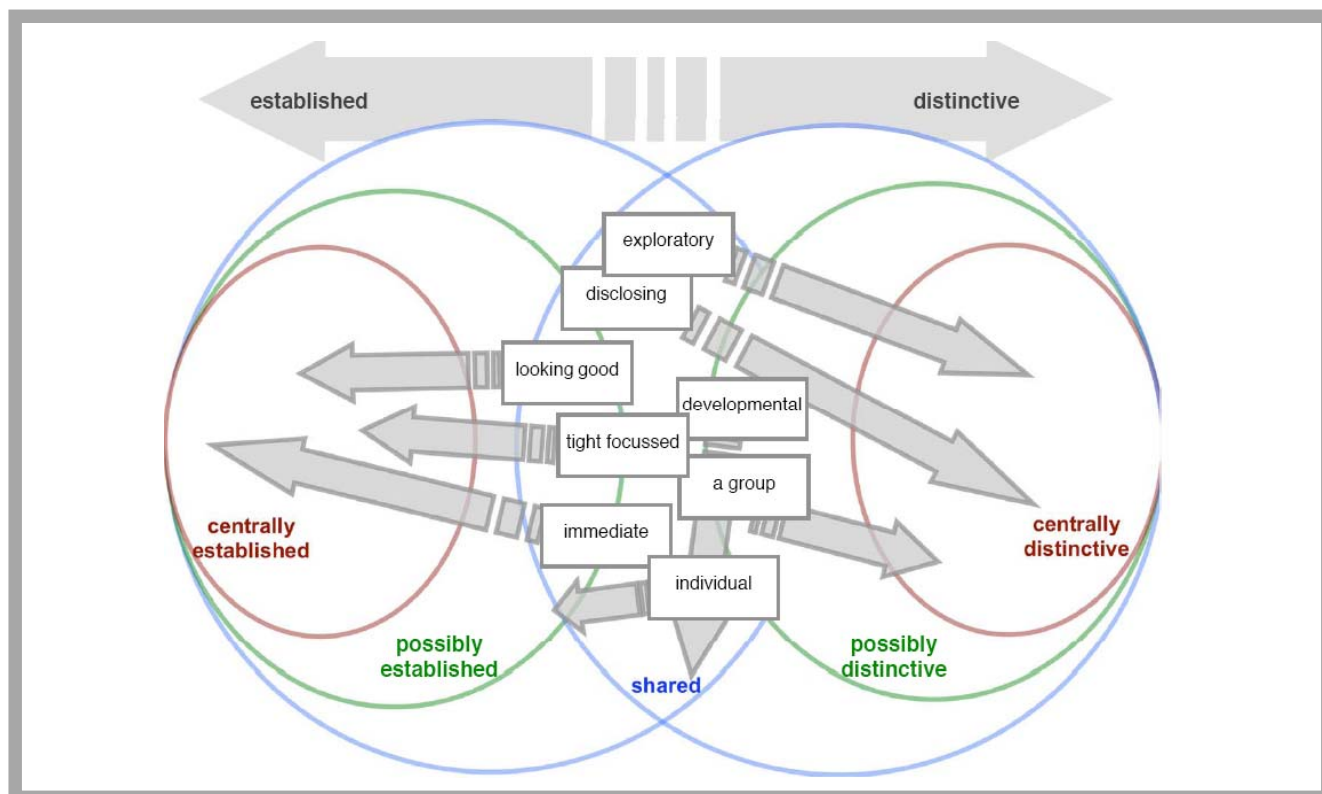 established
distinctive
exploratory
disclosing
looking good
developmental
tight focussed
a group
immediate
centrally
established
centrally
distinctive
individual
possibly
established
possibly
distinctive
shared